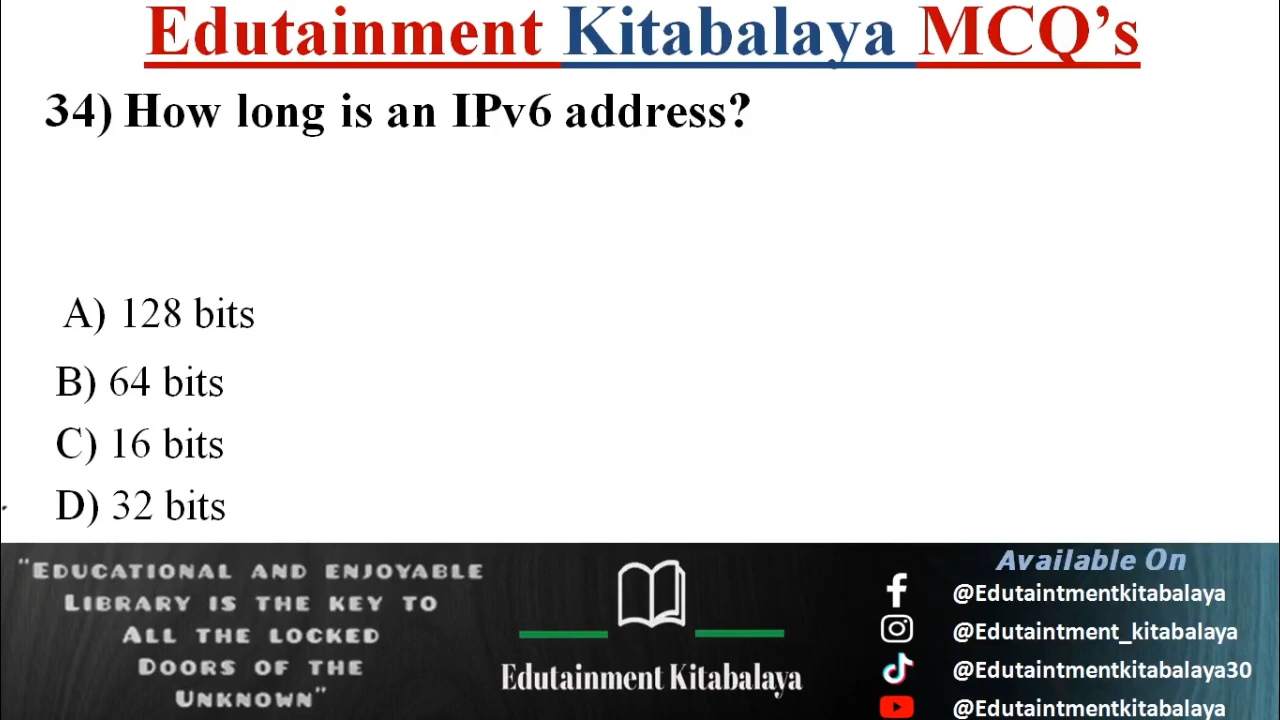 Edutainment Kitabalaya MCQ’s
34) How long is an IPv6 address?
A) 128 bits
B) 64 bits
C) 16 bits
D) 32 bits
“EDUCATIONAL AND ENJOYABLE
LIBRARY IS THE KEY TO
ALL THE LOCKED
DOORS OF THE
UNKNOWN”
Edutainment Kitabalaya
Available On
@Edutaintmentkitabalaya
@Edutaintment_kitabalaya
@Edutaintmentkitabalaya30
@Edutaintmentkitabalaya